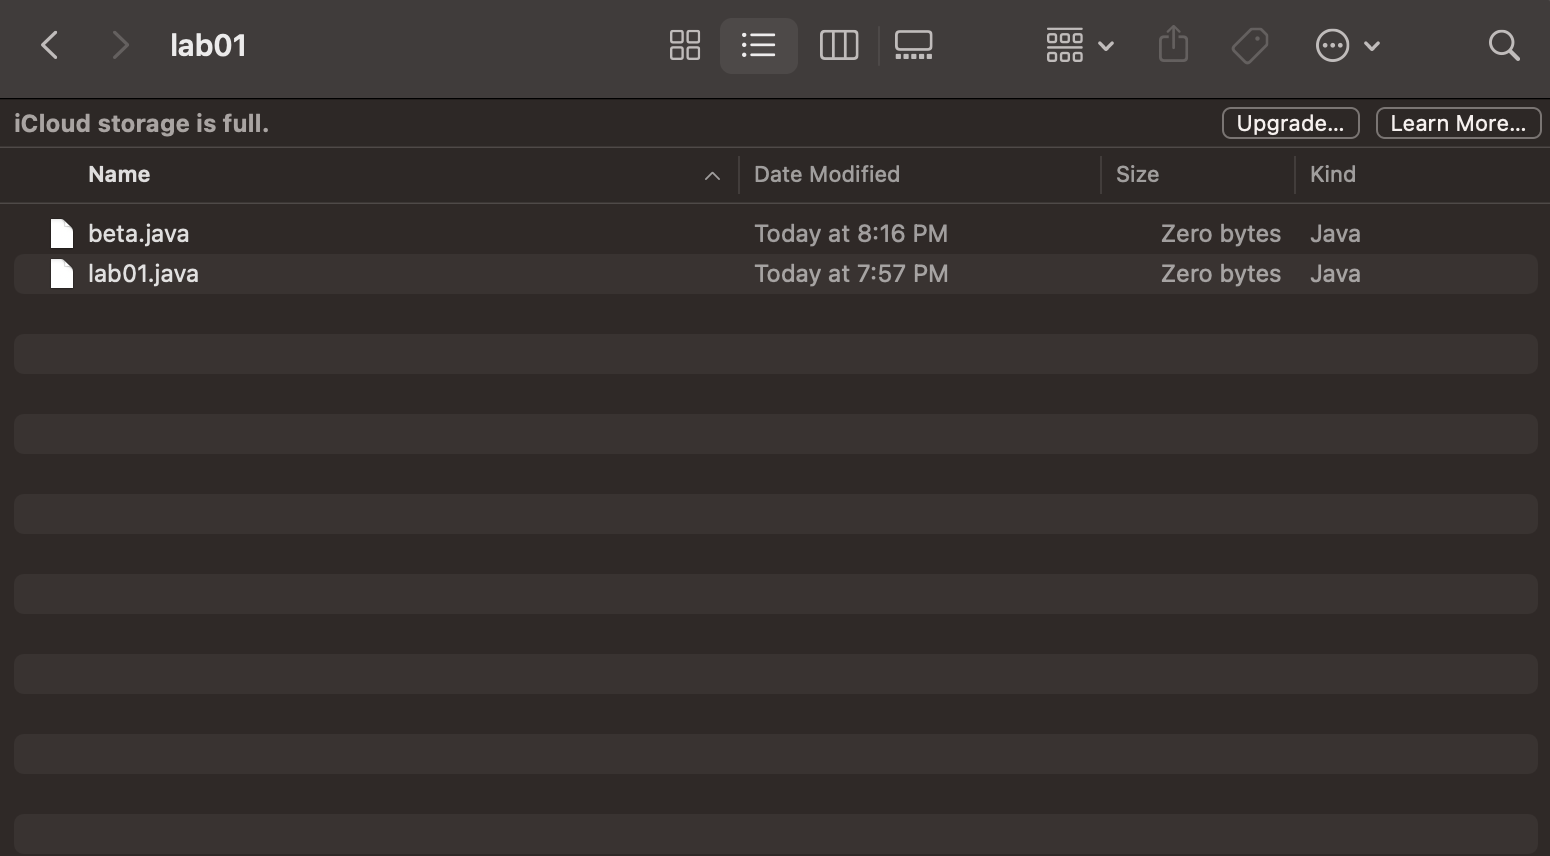 lab01
iCloud storage is full. Upgrade... Learn More...
Name Date Modified Size Kind
beta.java Today at 8:16 PM Zero bytes Java
lab01.java Today at 7:57 PM Zero bytes Java